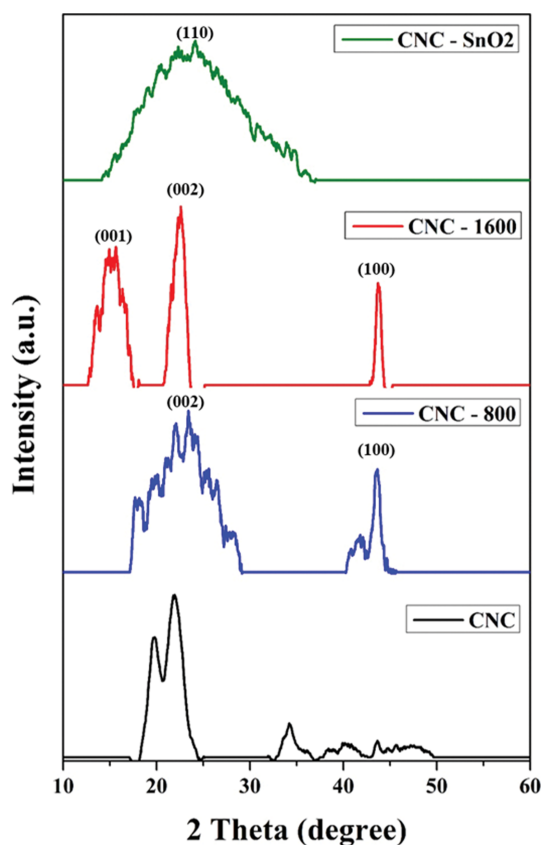 (110)
CNC - SnO2
(002)
CNC - 1600
(001)
(100)
(002)
CNC - 800
(100)
CNC
Intensity (a.u.)
10 20 30 40 50 60
2 Theta (degree)